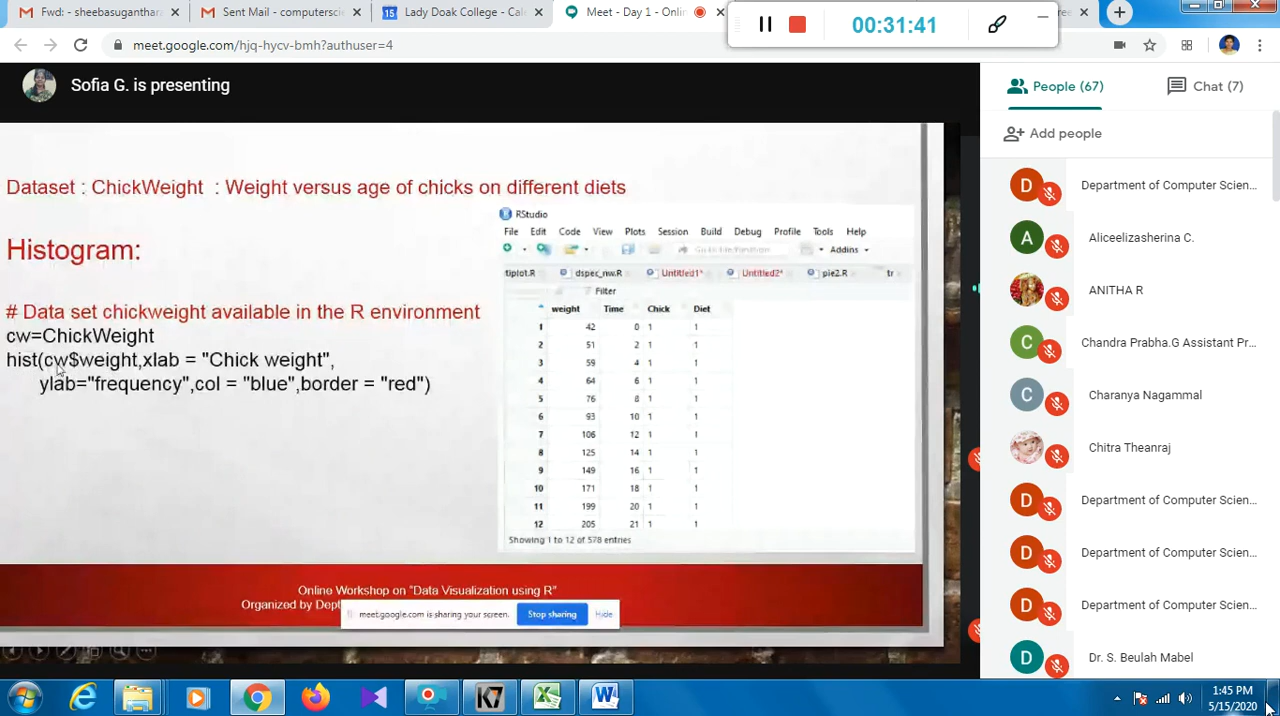 Sheebasuganthara
Sent Mail - computersci
15 Lady Doak College - Cale
Meet - Day 1 - Onli
meet.google.com/hjq-hycv-bmh?authuser=4
00:31:41
Sofia G. is presenting
People (67)
Chat (7)
Add people
D Department of Computer Scien...
A Aliceelizasherina C.
ANITHA R
C Chandra Prabha.G Assistant Pr...
C Charanya Nagammal
Chitra Theanraj
D Department of Computer Scien...
D Department of Computer Scien...
D Department of Computer Scien...
D Dr. S. Beulah Mabel
Dataset : ChickWeight : Weight versus age of chicks on different diets
Histogram:
# Data set chickweight available in the R environment
cw=ChickWeight
hist(cw$weight,xlab = "Chick weight",
ylab="frequency",col = "blue",border = "red")
RStudio
File Edit Code View Plots Session Build Debug Profile Tools Help
Go to file/function Addins
tiplot.R dspec_nw.R Untitled1* Untitled2* pie2.R tr
Filter
weight Time Chick Diet
1 42 0 1 1
2 51 2 1 1
3 59 4 1 1
4 64 6 1 1
5 76 8 1 1
6 93 10 1 1
7 106 12 1 1
8 125 14 1 1
9 149 16 1 1
10 171 18 1 1
11 199 20 1 1
12 205 21 1 1
Showing 1 to 12 of 578 entries
Online Workshop on "Data Visualization using R"
Organized by Dept
meet.google.com is sharing your screen. Stop sharing Hide
K7
1:45 PM
5/15/2020